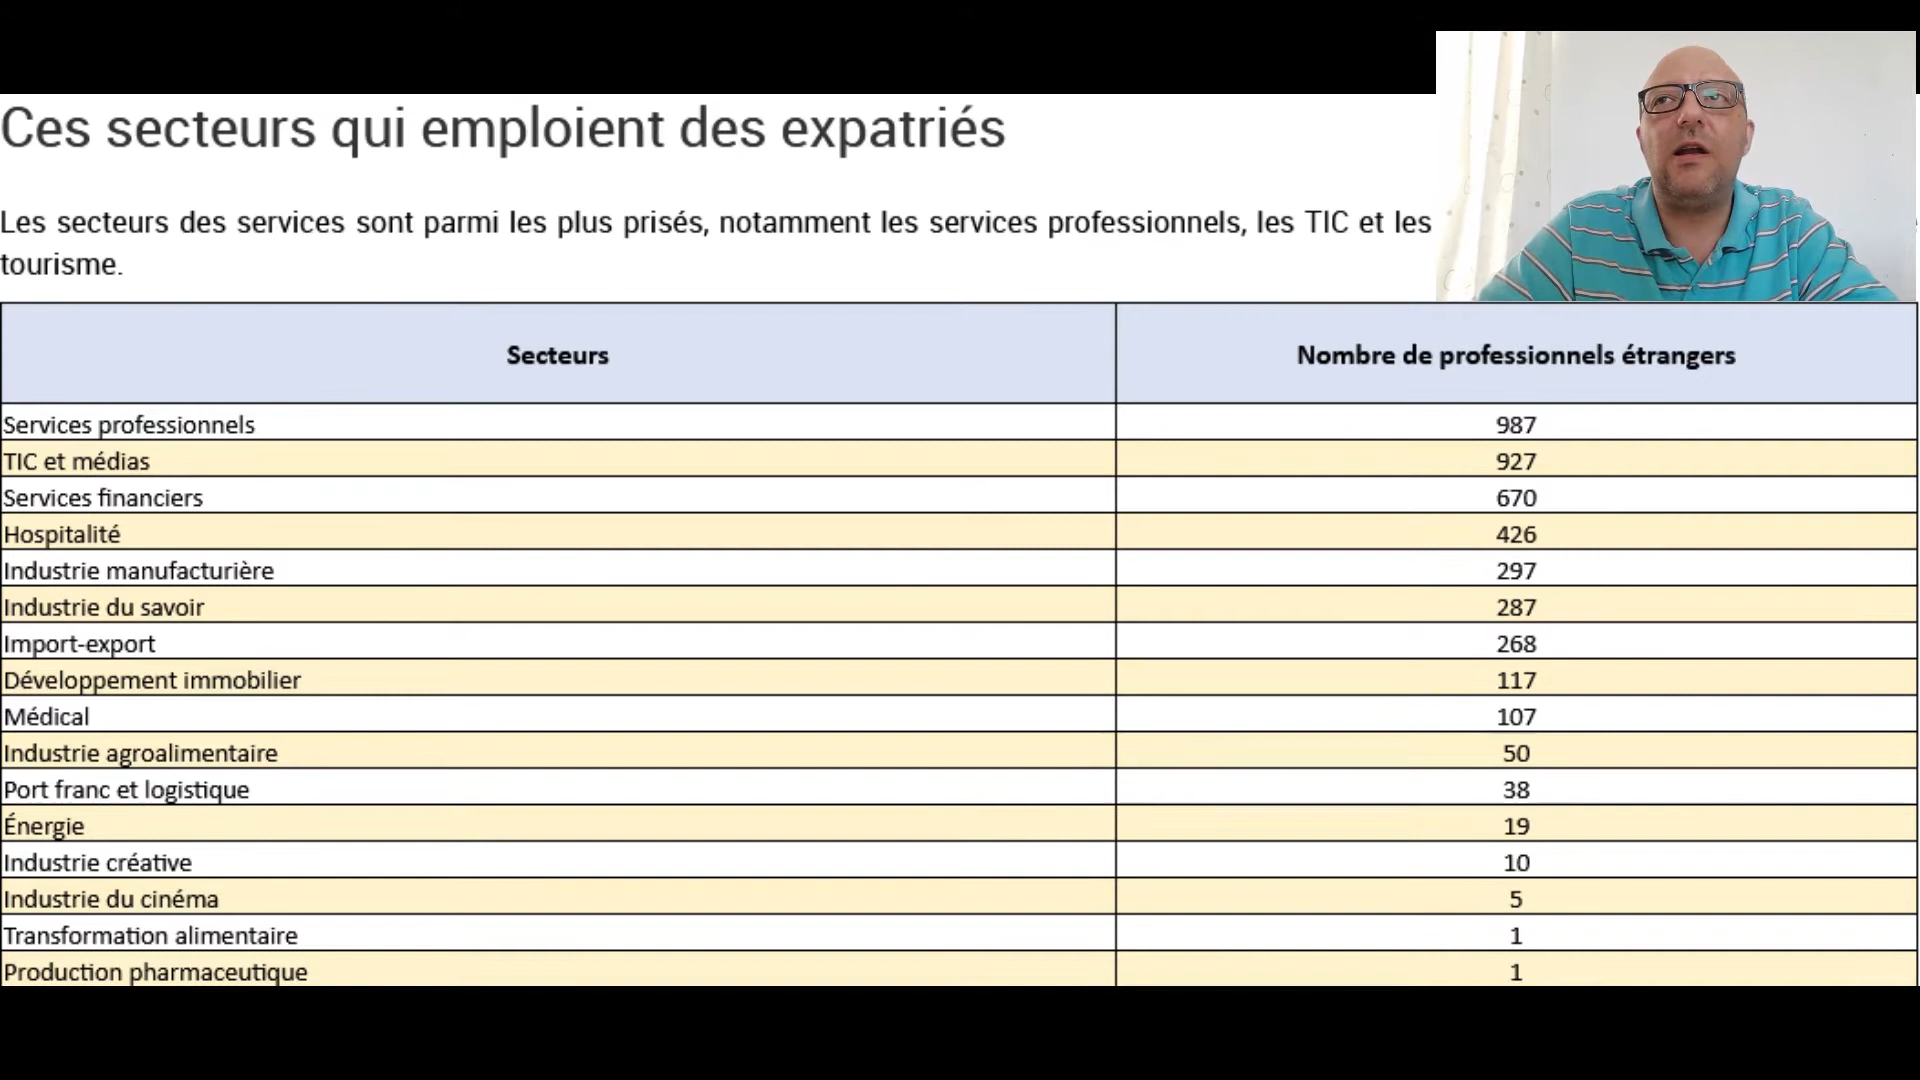 Ces secteurs qui emploient des expatriés
Les secteurs des services sont parmi les plus prisés, notamment les services professionnels, les TIC et les
tourisme.
Secteurs Nombre de professionnels étrangers
Services professionnels 987
TIC et médias 927
Services financiers 670
Hospitalité 426
Industrie manufacturière 297
Industrie du savoir 287
Import-export 268
Développement immobilier 117
Médical 107
Industrie agroalimentaire 50
Port franc et logistique 38
Énergie 19
Industrie créative 10
Industrie du cinéma 5
Transformation alimentaire 1
Production pharmaceutique 1